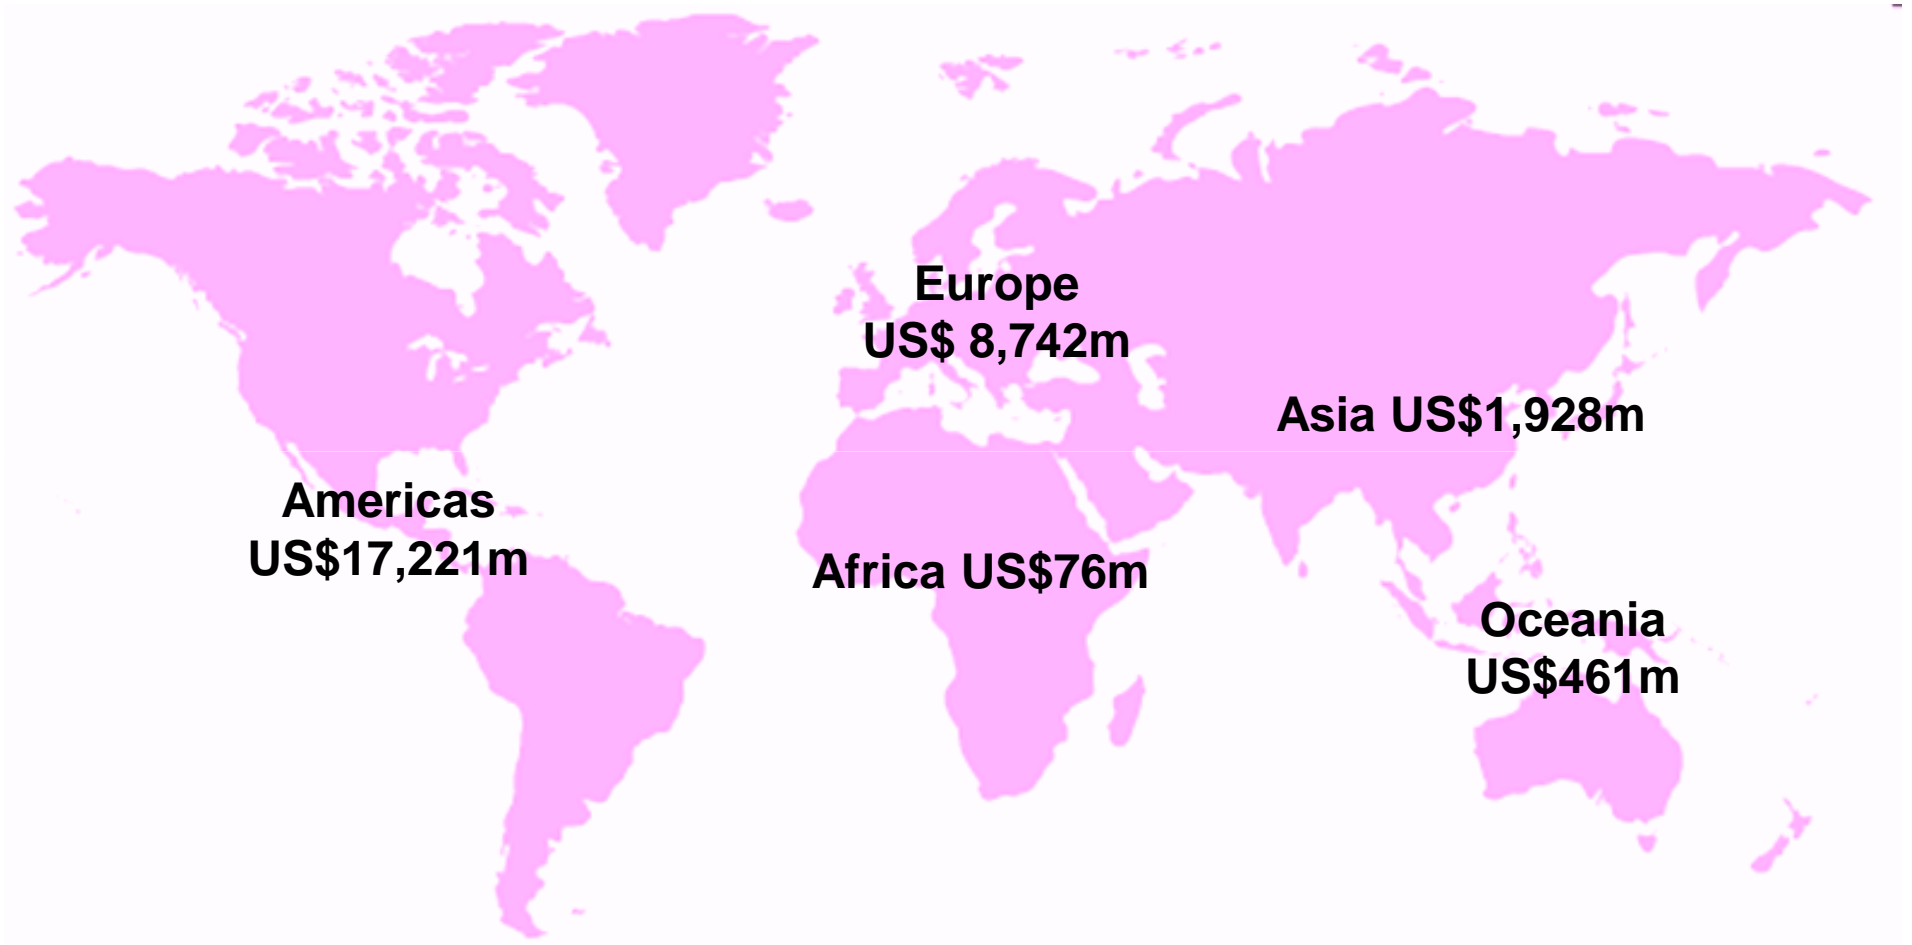 Europe
US$ 8,742m
Asia US$1,928m
Americas
US$17,221m
Africa US$76m
Oceania
US$461m